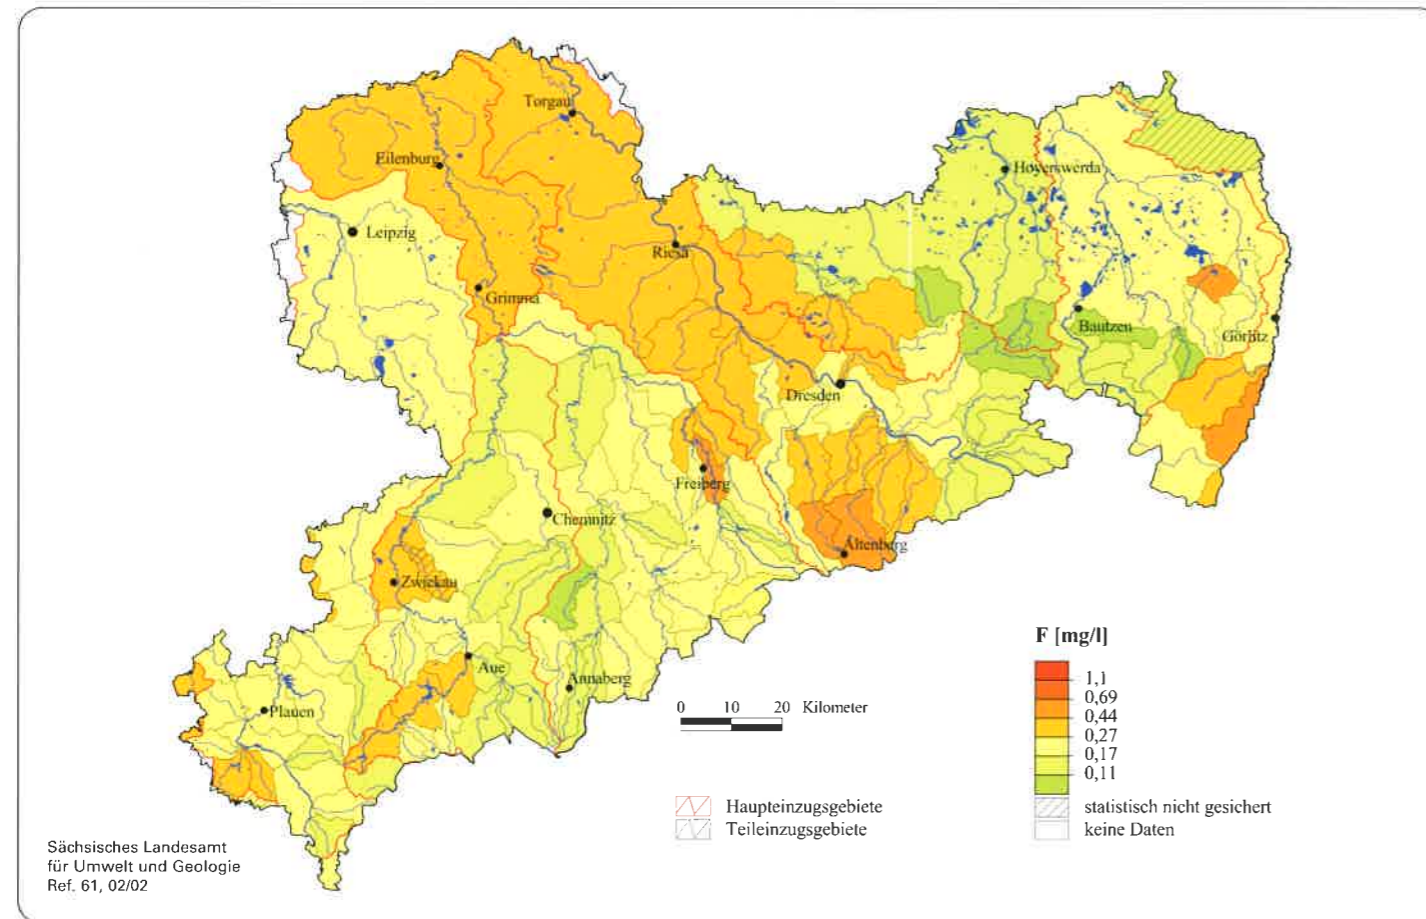 Torgau
Eilenburg
Hoyerswerda
Leipzig
Riesa
Grimma
Bautzen
Görlitz
Dresden
Freiberg
Chemnitz
Altenburg
Zwickau
Aue
Annaberg
Plauen
F [mg/l]
1,1
0,69
0,44
0,27
0,17
0,11
statistisch nicht gesichert
keine Daten
0 10 20 Kilometer
Haupteinzugsgebiete
Teileinzugsgebiete
Sächsisches Landesamt
für Umwelt und Geologie
Ref. 61, 02/02